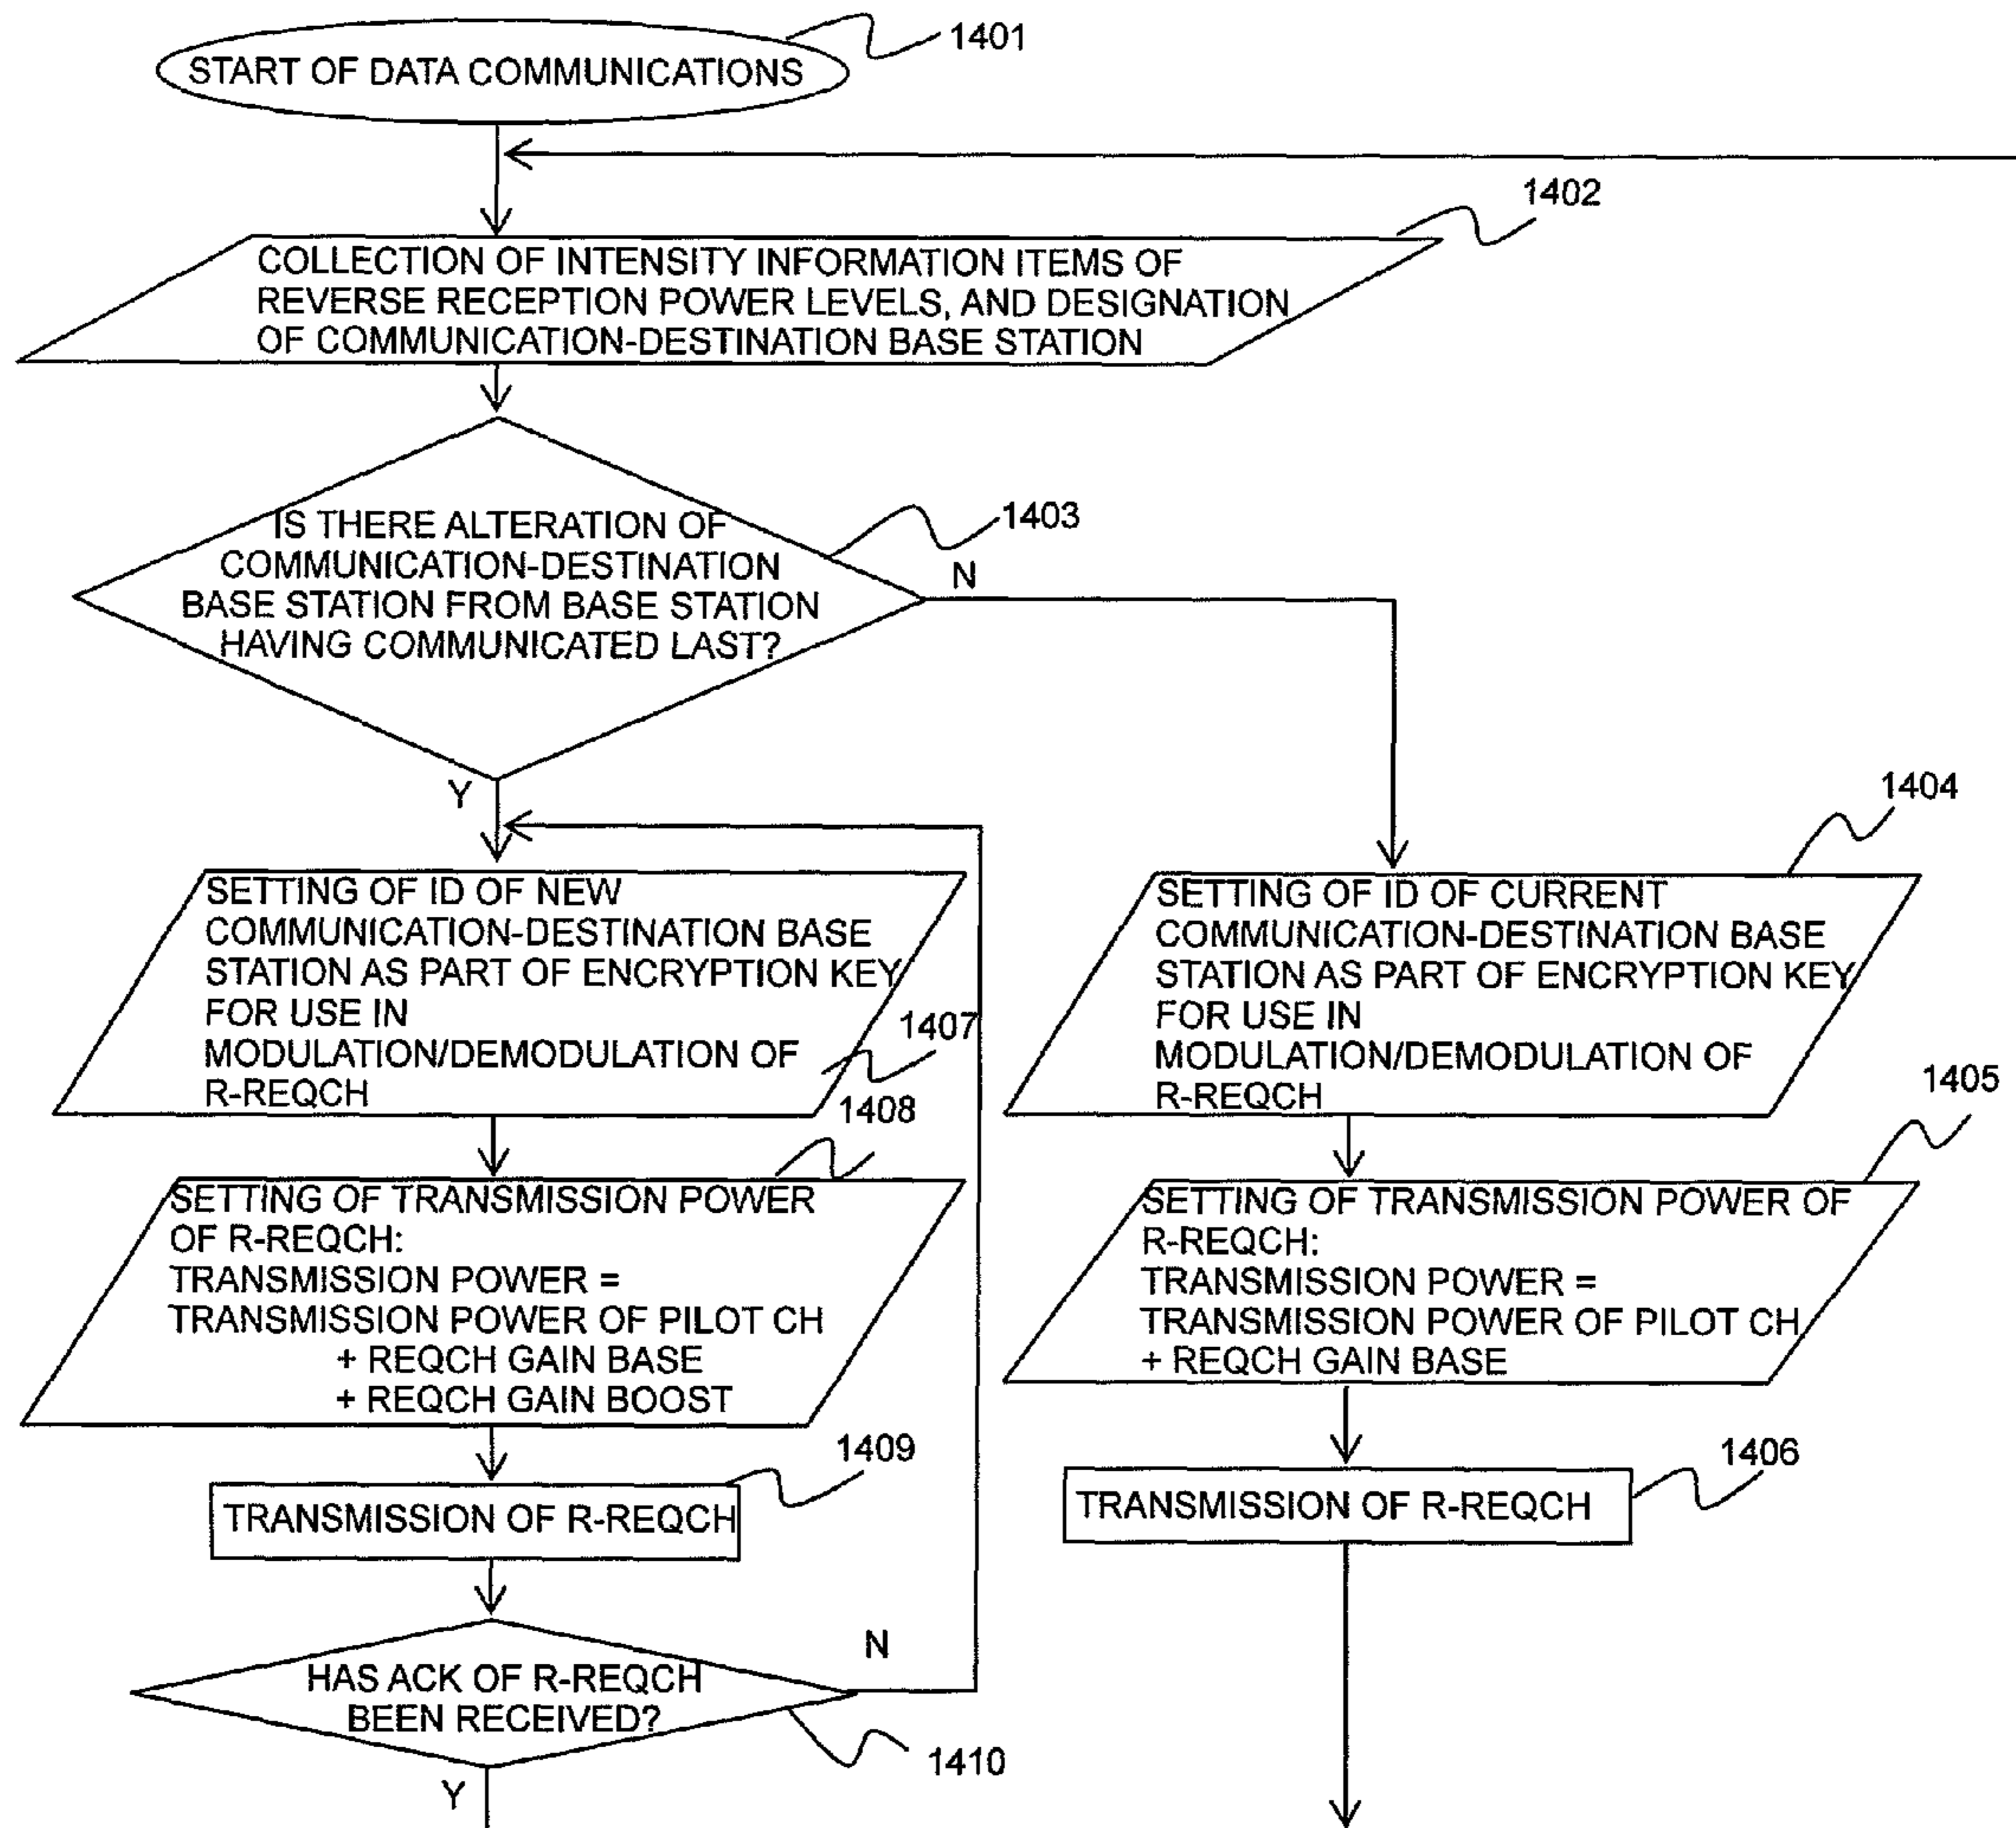 1401
START OF DATA COMMUNICATIONS
1402
COLLECTION OF INTENSITY INFORMATION ITEMS OF
REVERSE RECEPTION POWER LEVELS, AND DESIGNATION
OF COMMUNICATION-DESTINATION BASE STATION
1403
IS THERE ALTERATION OF
COMMUNICATION-DESTINATION
BASE STATION FROM BASE STATION
HAVING COMMUNICATED LAST?
N
Y
1404
SETTING OF ID OF NEW
COMMUNICATION-DESTINATION BASE
STATION AS PART OF ENCRYPTION KEY
FOR USE IN
MODULATION/DEMODULATION OF
R-REQCH
1407
SETTING OF ID OF CURRENT
COMMUNICATION-DESTINATION BASE
STATION AS PART OF ENCRYPTION KEY
FOR USE IN
MODULATION/DEMODULATION OF
R-REQCH
1408
1405
SETTING OF TRANSMISSION POWER
OF R-REQCH:
TRANSMISSION POWER =
TRANSMISSION POWER OF PILOT CH
+ REQCH GAIN BASE
+ REQCH GAIN BOOST
SETTING OF TRANSMISSION POWER OF
R-REQCH:
TRANSMISSION POWER =
TRANSMISSION POWER OF PILOT CH
+ REQCH GAIN BASE
1409
TRANSMISSION OF R-REQCH
1406
TRANSMISSION OF R-REQCH
HAS ACK OF R-REQCH
BEEN RECEIVED?
N
1410
Y